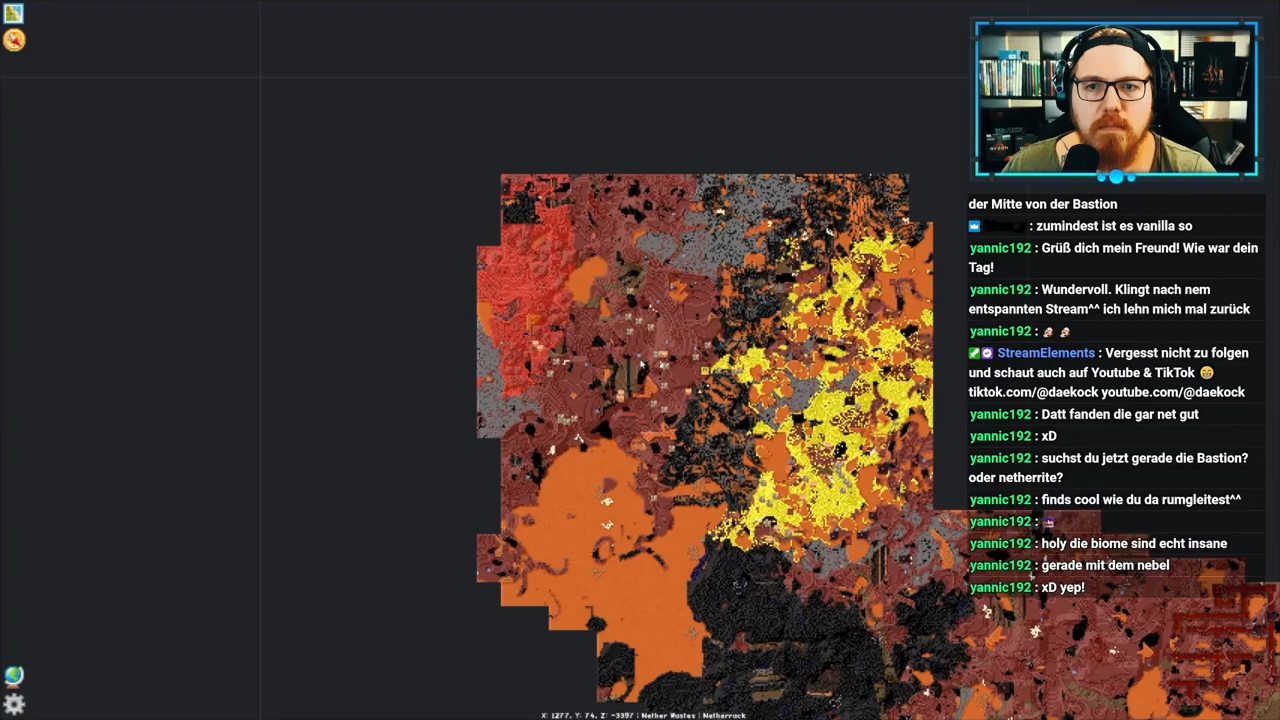 der Mitte von der Bastion
: zumindest ist es vanilla so
yannic192 : Grüß dich mein Freund! Wie war dein
Tag!
yannic192 : Wundervoll. Klingt nach nem
entspannten Stream^^ ich lehn mich mal zurück
yannic192 :
StreamElements : Vergesst nicht zu folgen
und schaut auch auf Youtube & TikTok 😁
tiktok.com/@daekock youtube.com/@daekock
yannic192 : Datt fanden die gar net gut
yannic192 : xD
yannic192 : suchst du jetzt gerade die Bastion?
oder netherrite?
yannic192 : finds cool wie du da rumgleitest^^
yannic192 :
yannic192 : holy die biome sind echt insane
yannic192 : gerade mit dem nebel
yannic192 : xD yep!
X: 1277, Y: 74, Z: -3397 | Nether Wastes | Netherrack